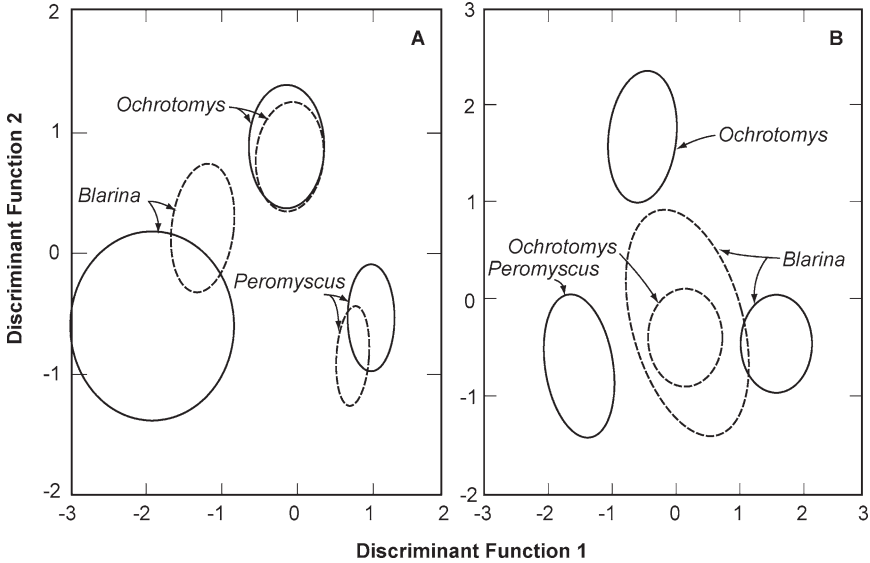 A
B
Discriminant Function 2
2
1
0
-1
-2
-3
-2
-1
0
1
2
Ochrotomys
Blarina
Peromyscus
3
2
1
0
-1
-2
-3
-2
-1
0
1
2
3
Ochrotomys
Ochrotomys
Peromyscus
Blarina
Discriminant Function 1